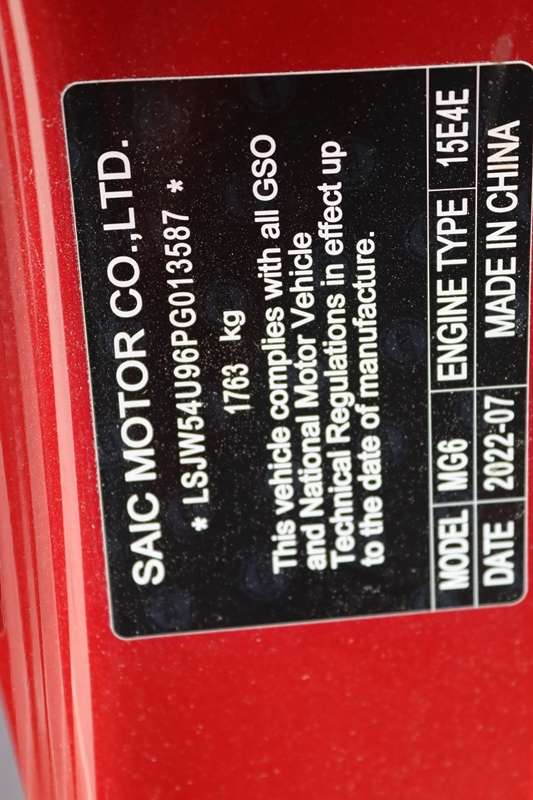 SAIC MOTOR CO.,LTD.
* LSJW54U96PG013587 *
1763 kg
This vehicle complies with all GSO
and National Motor Vehicle
Technical Regulations in effect up
to the date of manufacture.
MODEL MG6 ENGINE TYPE 15E4E
DATE 2022-07 MADE IN CHINA